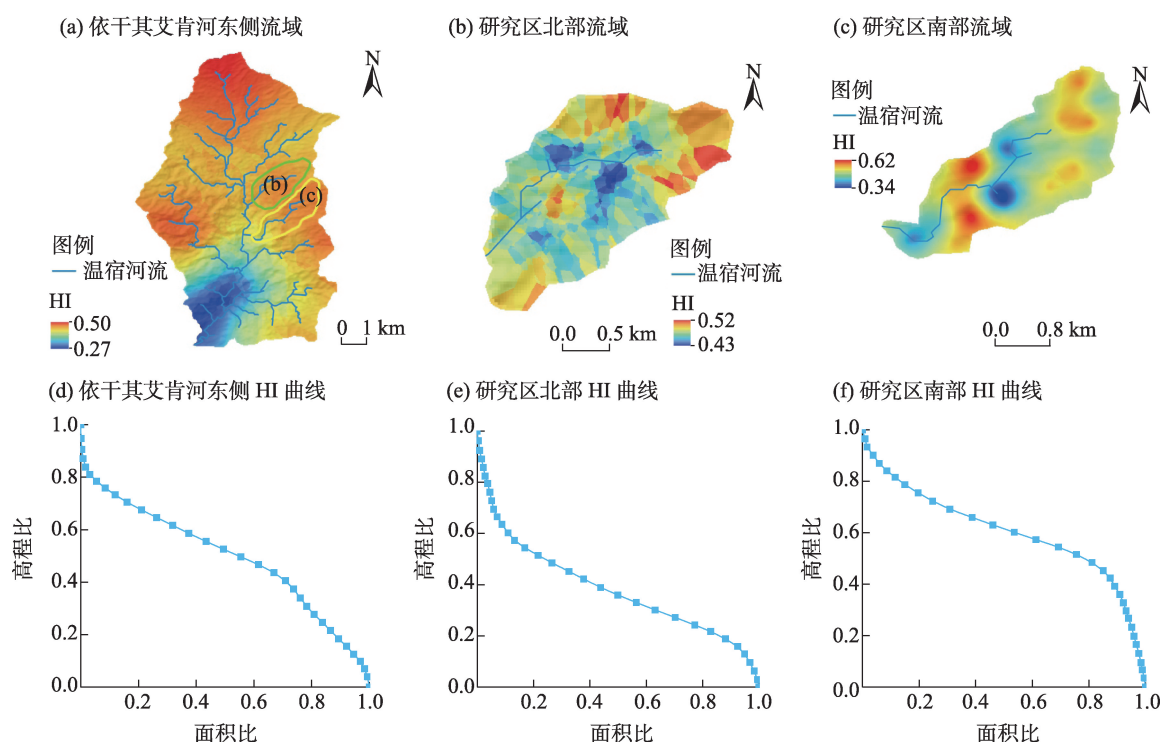 (a) 依干其艾肯河东侧流域
N
(b)
(c)
图例
温宿河流
HI
0.50
0.27
0 1 km
(b) 研究区北部流域
N
图例
温宿河流
HI
0.52
0.43
0.0 0.5 km
(c) 研究区南部流域
N
图例
温宿河流
HI
0.62
0.34
0.0 0.8 km
(d) 依干其艾肯河东侧 HI 曲线
1.0
0.8
0.6
0.4
0.2
0.0
高程比
0.2 0.4 0.6 0.8 1.0
面积比
(e) 研究区北部 HI 曲线
1.0
0.8
0.6
0.4
0.2
0.0
高程比
0.2 0.4 0.6 0.8 1.0
面积比
(f) 研究区南部 HI 曲线
1.0
0.8
0.6
0.4
0.2
0.0
高程比
0.2 0.4 0.6 0.8 1.0
面积比